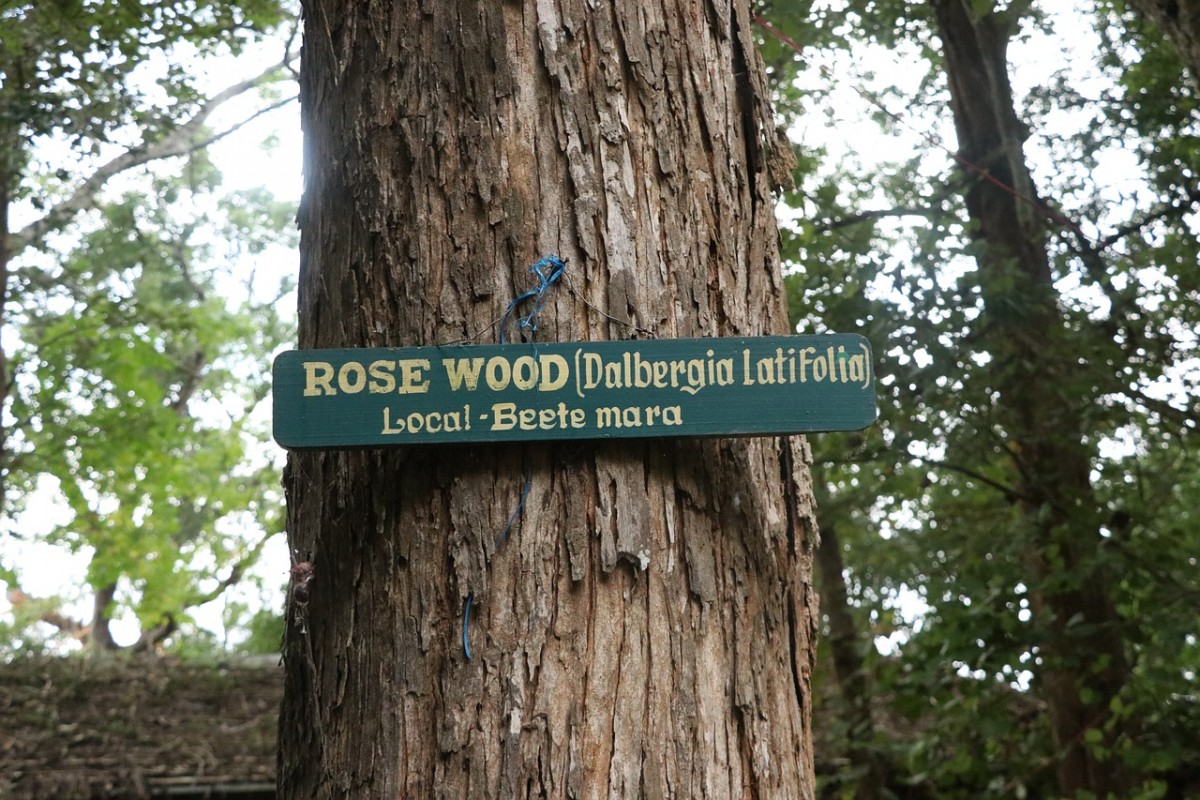 ROSE WOOD (Dalbergia Latifolia)
Local - Beete mara